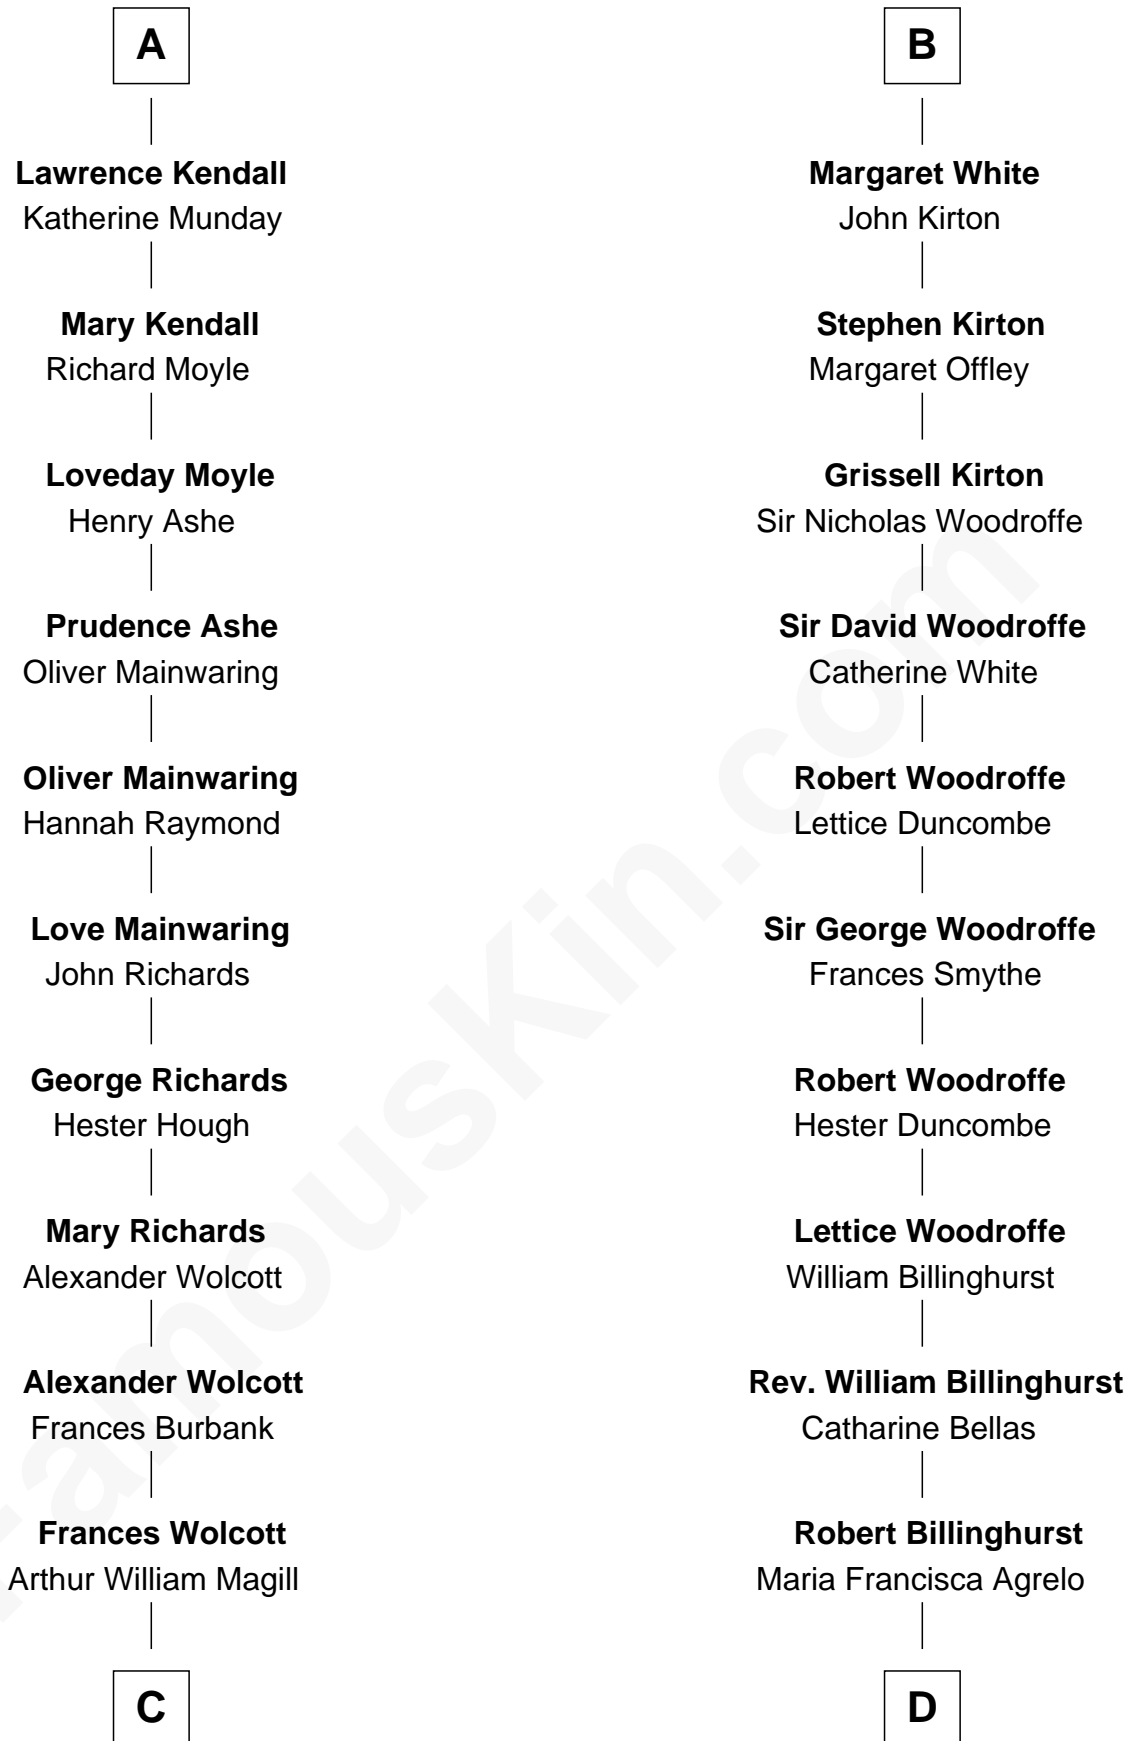 A
Lawrence Kendall
Katherine Munday
Mary Kendall
Richard Moyle
Loveday Moyle
Henry Ashe
Prudence Ashe
Oliver Mainwaring
Oliver Mainwaring
Hannah Raymond
Love Mainwaring
John Richards
George Richards
Hester Hough
Mary Richards
Alexander Wolcott
Alexander Wolcott
Frances Burbank
Frances Wolcott
Arthur William Magill
C
B
Margaret White
John Kirton
Stephen Kirton
Margaret Offley
Grissell Kirton
Sir Nicholas Woodroffe
Sir David Woodroffe
Catherine White
Robert Woodroffe
Lettice Duncombe
Sir George Woodroffe
Frances Smythe
Robert Woodroffe
Hester Duncombe
Lettice Woodroffe
William Billinghurst
Rev. William Billinghurst
Catharine Bellas
Robert Billinghurst
Maria Francisca Agrelo
D
FamousKin.com